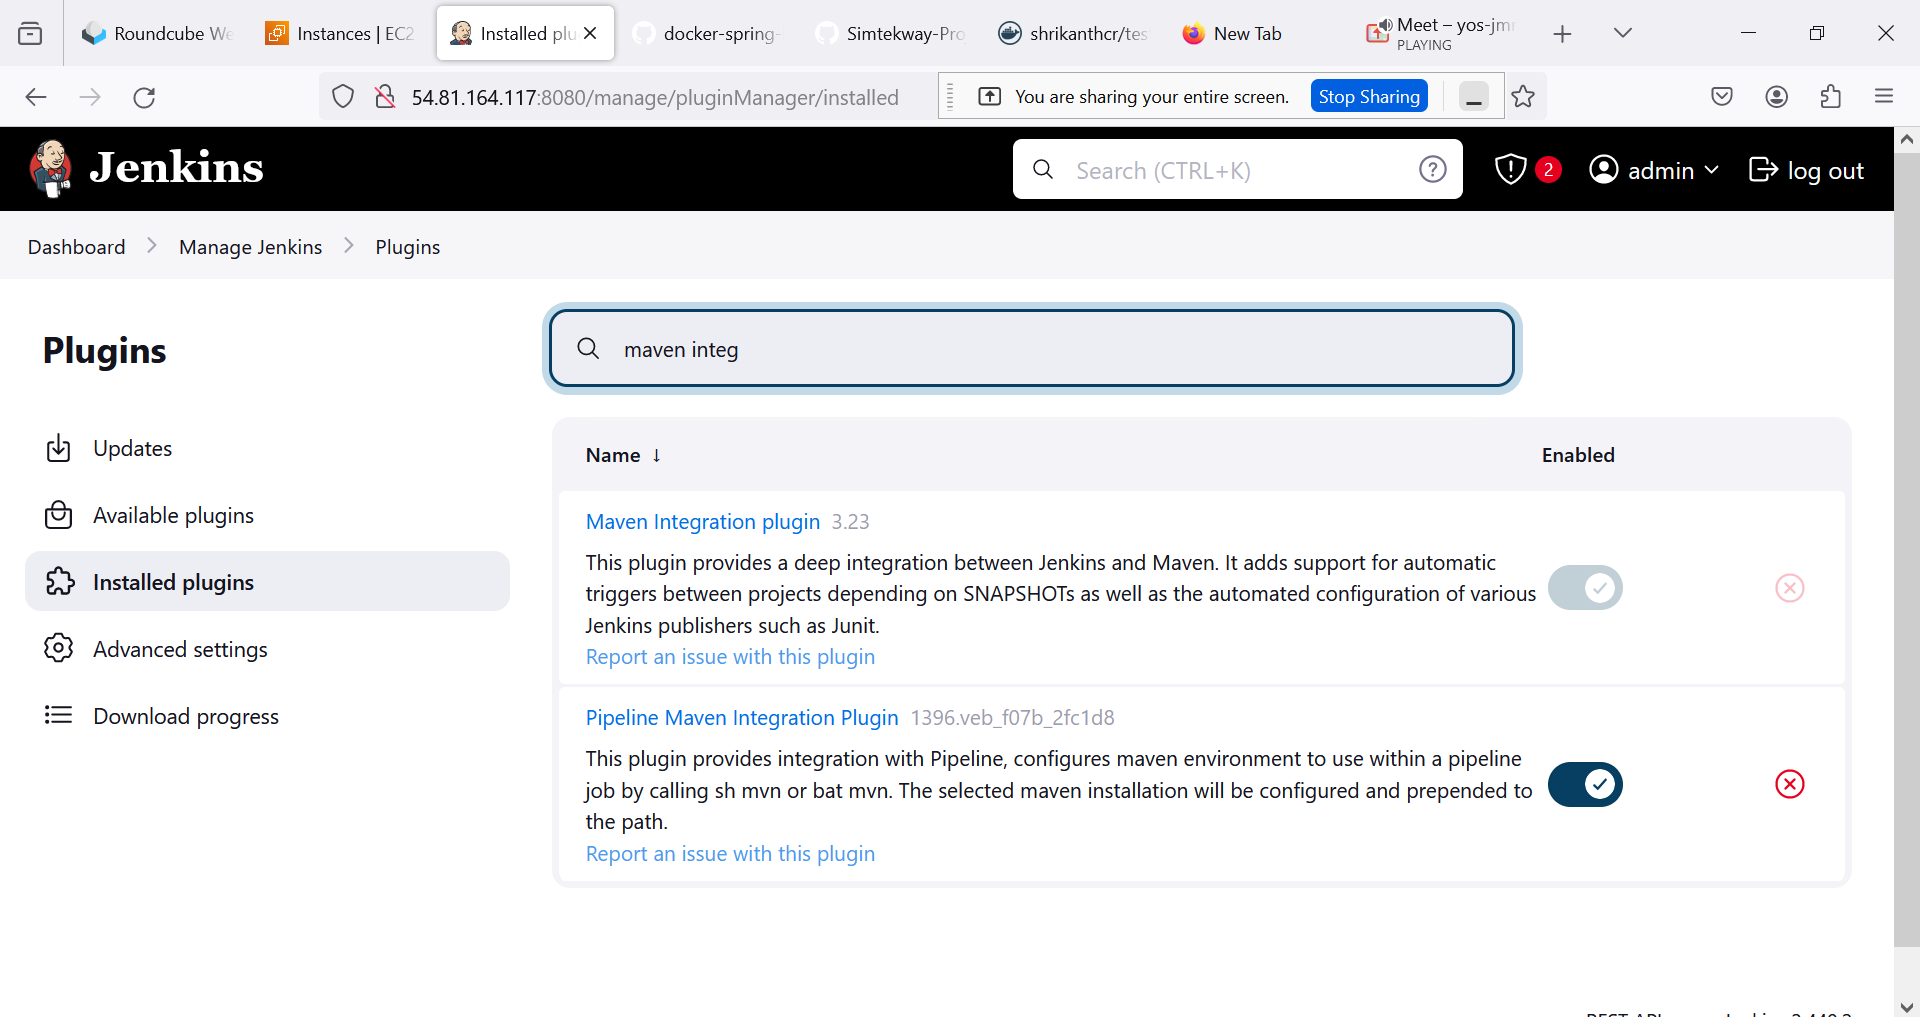 Roundcube We
Instances | EC2
Installed plu
docker-spring-
Simtekway-Pro
shrikanthcr/tes
New Tab
Meet – yos-jm
PLAYING
54.81.164.117:8080/manage/pluginManager/installed
You are sharing your entire screen.
Stop Sharing
Jenkins
Search (CTRL+K)
2
admin
log out
Dashboard
Manage Jenkins
Plugins
Plugins
maven integ
Updates
Available plugins
Installed plugins
Advanced settings
Download progress
Name ↓
Enabled
Maven Integration plugin 3.23
This plugin provides a deep integration between Jenkins and Maven. It adds support for automatic
triggers between projects depending on SNAPSHOTs as well as the automated configuration of various
Jenkins publishers such as Junit.
Report an issue with this plugin
Pipeline Maven Integration Plugin 1396.veb_f07b_2fc1d8
This plugin provides integration with Pipeline, configures maven environment to use within a pipeline
job by calling sh mvn or bat mvn. The selected maven installation will be configured and prepended to
the path.
Report an issue with this plugin